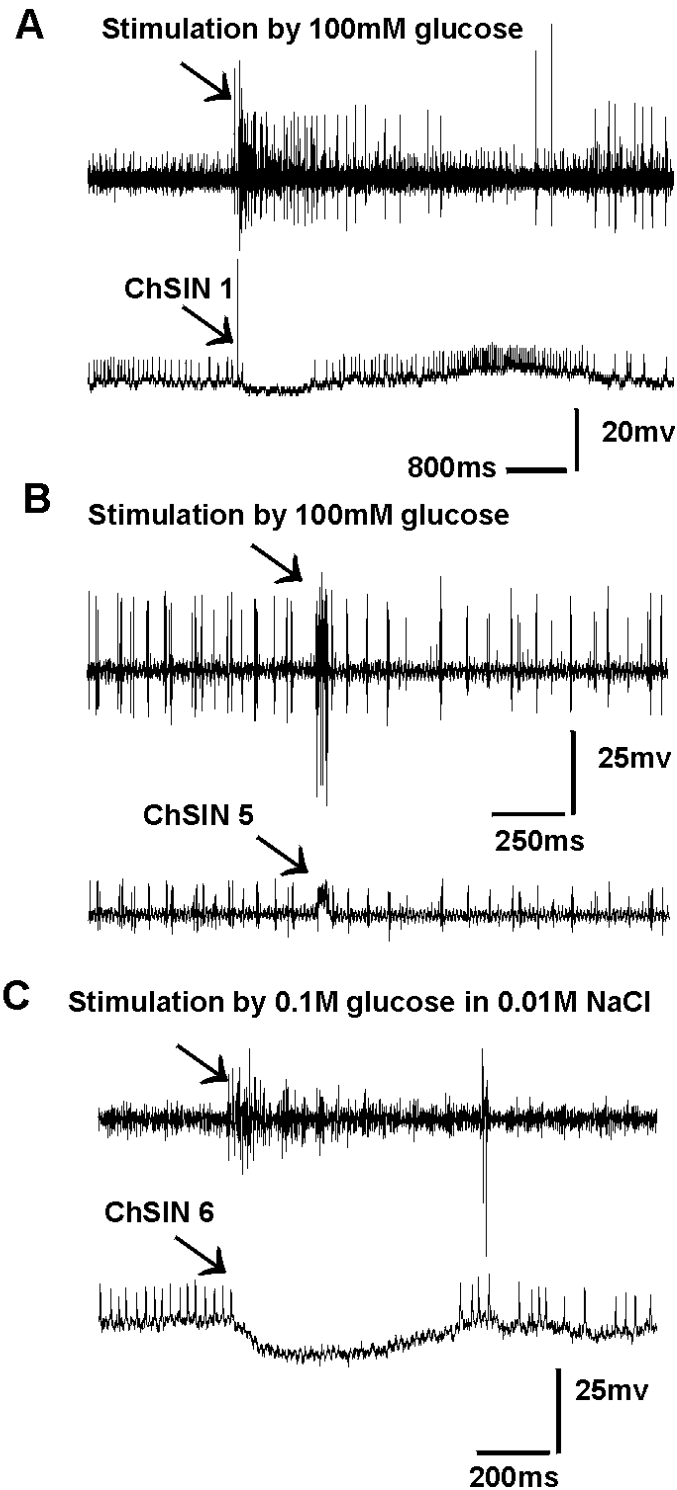 A
Stimulation by 100mM glucose
ChSIN 1
20mv
800ms
B
Stimulation by 100mM glucose
25mv
250ms
ChSIN 5
C
Stimulation by 0.1M glucose in 0.01M NaCl
ChSIN 6
25mv
200ms